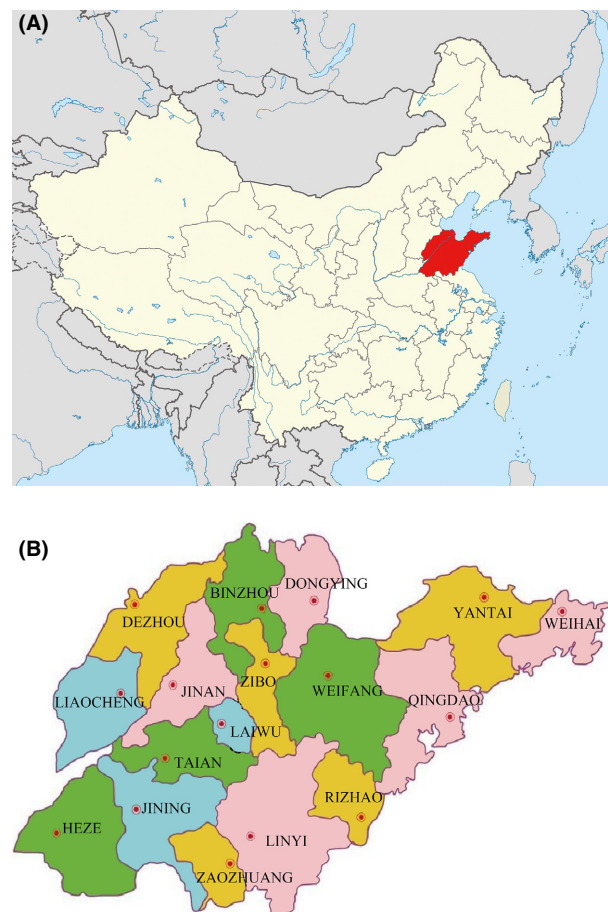 (A)
(B)
BINZHOU
DONGYING
DEZHOU
YANTAI
WEIHAI
LIAOCHENG
JINAN
ZIBO
WEIFANG
QINGDAO
LAIWU
TAIAN
JINING
RIZHAO
HEZE
LINYI
ZAOZHUANG